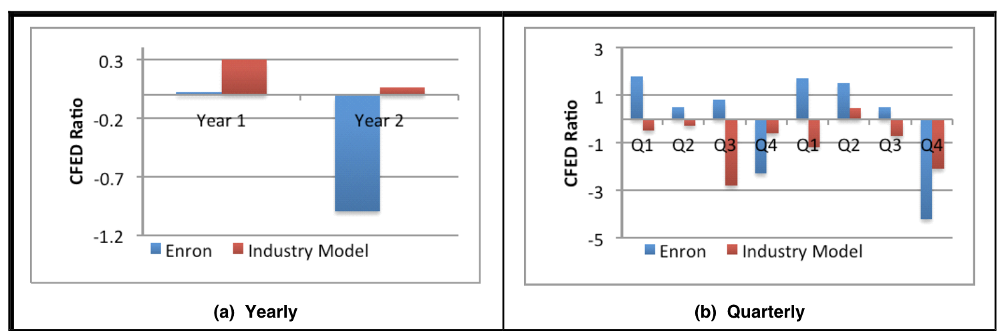 0.3
-0.2
-0.7
-1.2
CFED Ratio
Year 1
Year 2
Enron
Industry Model
(a) Yearly
3
1
-1
-3
-5
CFED Ratio
Q1
Q2
Q3
Q4
Q1
Q2
Q3
Q4
Enron
Industry Model
(b) Quarterly